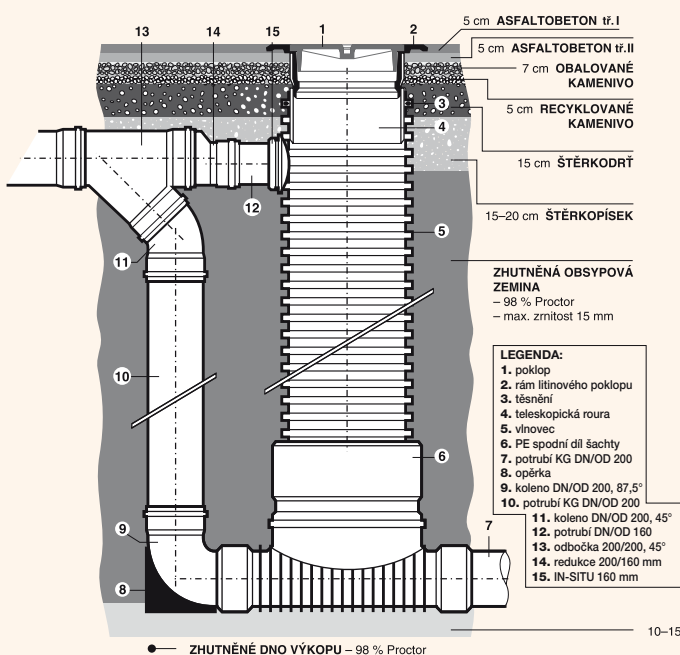 13 14 15 1 2
5 cm ASFALTOBETON tř. I
5 cm ASFALTOBETON tř. II
7 cm OBALOVANÉ
KAMENIVO
3
5 cm RECYKLOVANÉ
KAMENIVO
4
15 cm ŠTĚRKODRŤ
12
15–20 cm ŠTĚRKOPÍSEK
5
11
ZHUTNĚNÁ OBSYPOVÁ
ZEMINA
– 98 % Proctor
– max. zrnitost 15 mm
LEGENDA:
1. poklop
2. rám litinového poklopu
3. těsnění
4. teleskopická roura
5. vlnovec
6. PE spodní díl šachty
7. potrubí KG DN/OD 200
8. opěrka
9. koleno DN/OD 200, 87,5°
10. potrubí KG DN/OD 200
11. koleno DN/OD 200, 45°
12. potrubí DN/OD 160
13. odbočka 200/200, 45°
14. redukce 200/160 mm
15. IN-SITU 160 mm
10
6
9
7
8
10–15
ZHUTNĚNÉ DNO VÝKOPU – 98 % Proctor